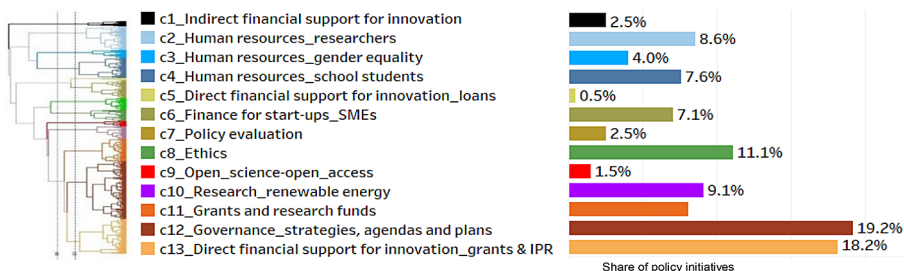 c1_Indirect financial support for innovation 2.5%
c2_Human resources_researchers 8.6%
c3_Human resources_gender equality 4.0%
c4_Human resources_school students 7.6%
c5_Direct financial support for innovation_loans 0.5%
c6_Finance for start-ups_SMEs 7.1%
c7_Policy evaluation 2.5%
c8_Ethics 11.1%
c9_Open_science-open_access 1.5%
c10_Research_renewable energy 9.1%
c11_Grants and research funds
c12_Governance_strategies, agendas and plans 19.2%
c13_Direct financial support for innovation_grants & IPR 18.2%
Share of policy initiatives